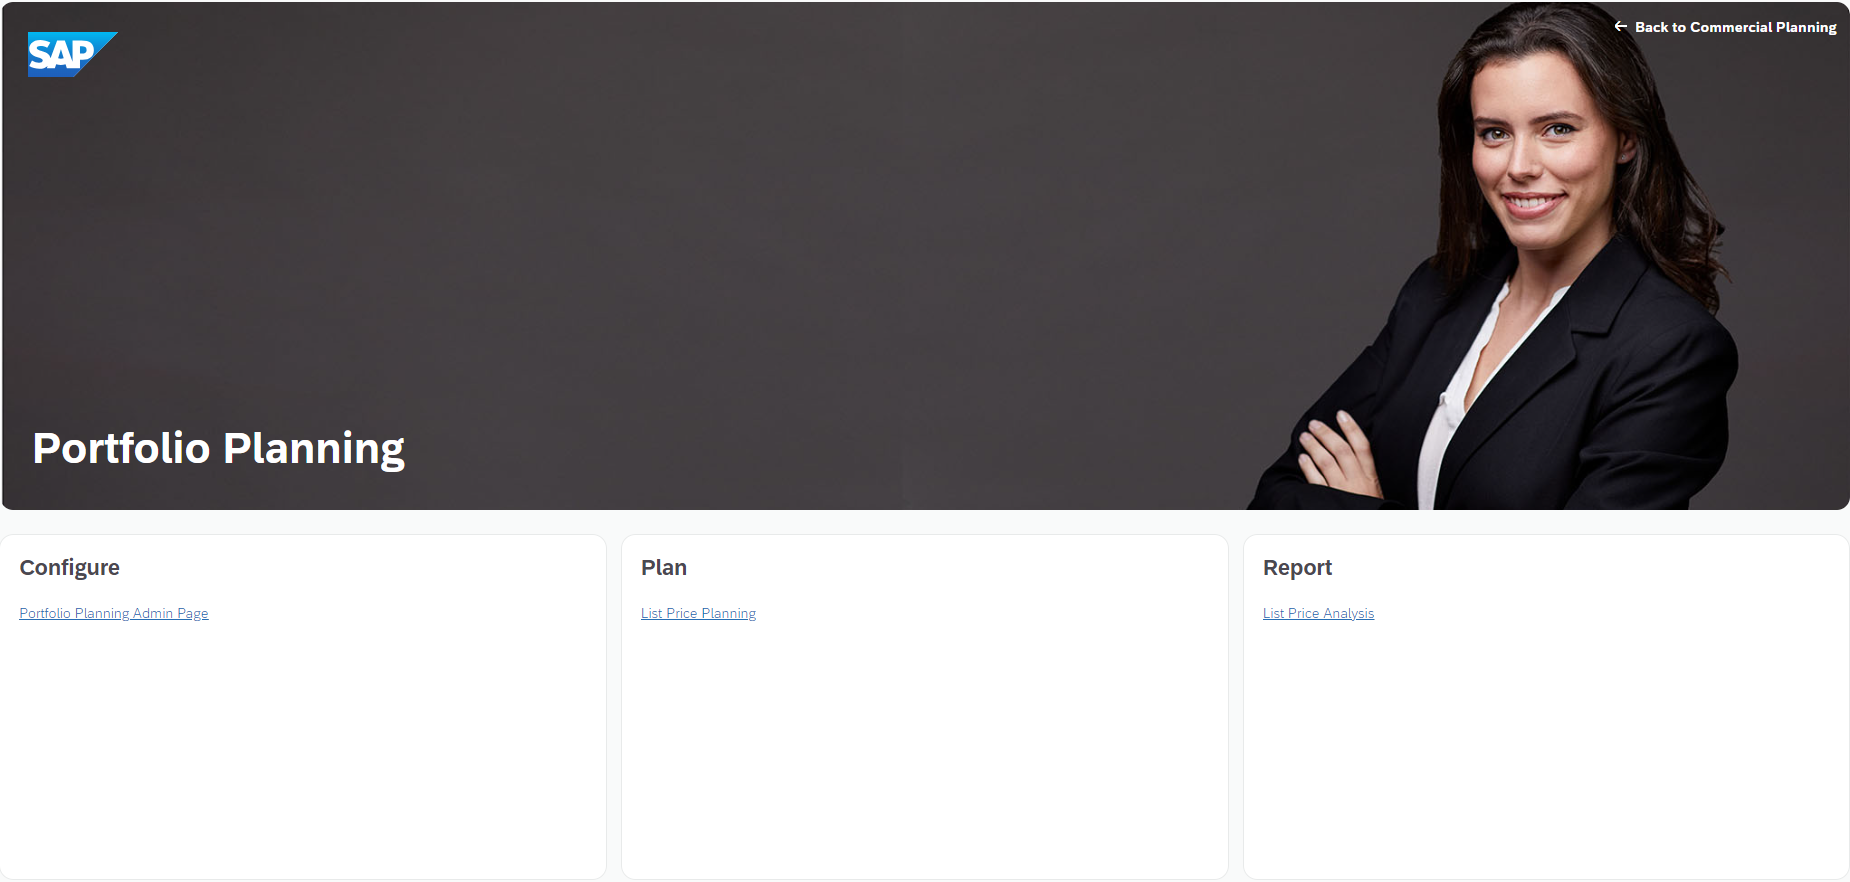 SAP
← Back to Commercial Planning
Portfolio Planning
Configure
Portfolio Planning Admin Page
Plan
List Price Planning
Report
List Price Analysis